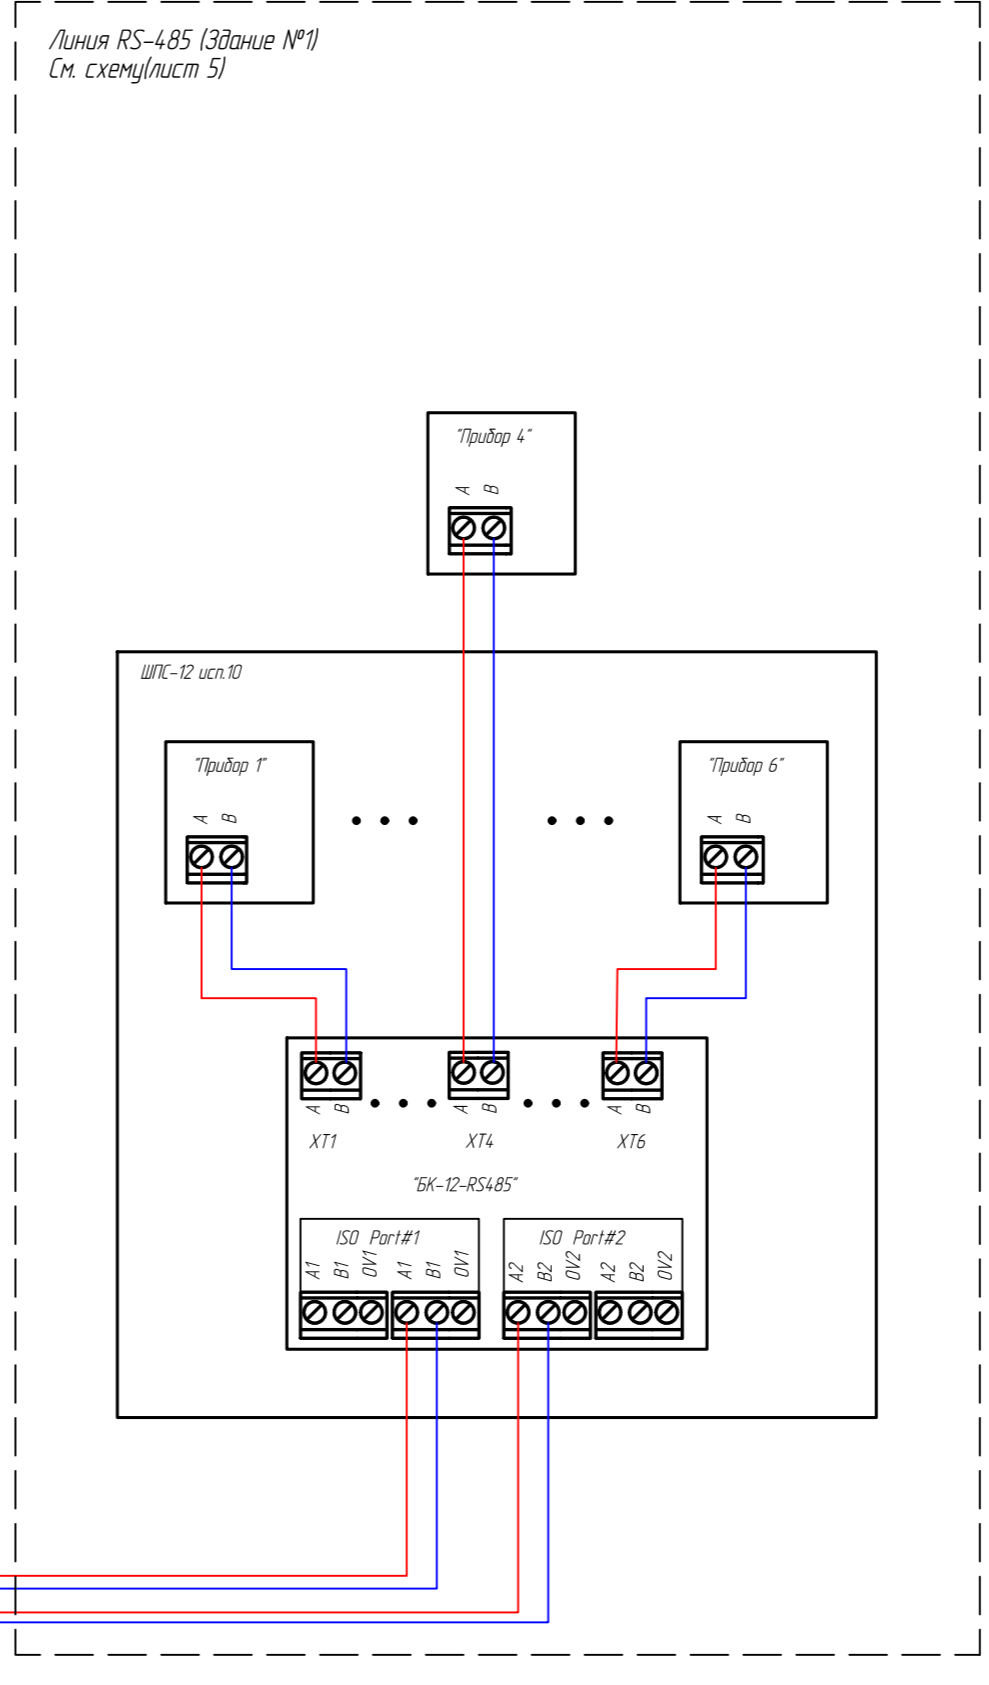 Линия RS-485 (Здание №1)
См. схему(лист 5)
"Прибор 4"
A B
ШПС-12 исп.10
"Прибор 1"
A B
"Прибор 6"
A B
A B A B A B
XT1 XT4 XT6
"БК-12-RS485"
ISO Port#1 ISO Port#2
A1 B1 0V1 A1 B1 0V1 A2 B2 0V2 A2 B2 0V2